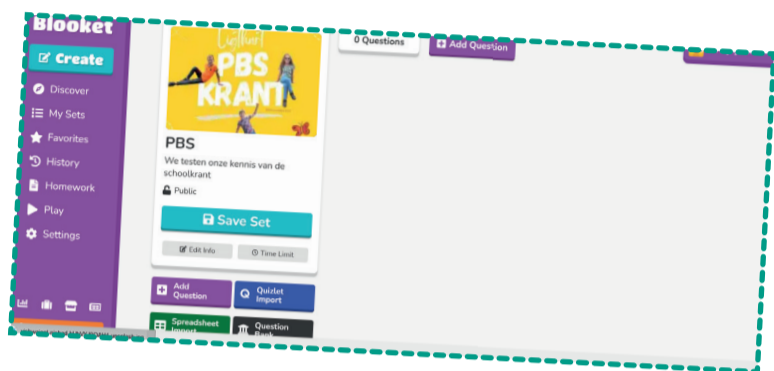 Blooket
Create
Discover
My Sets
Favorites
History
Homework
Play
Settings
PBS
KRANT
PBS
We testen onze kennis van de
schoolkrant
Public
Save Set
Edit Info
Time Limit
Add
Question
Quizlet
Import
Spreadsheet
Import
Question
Bank
0 Questions
Add Question